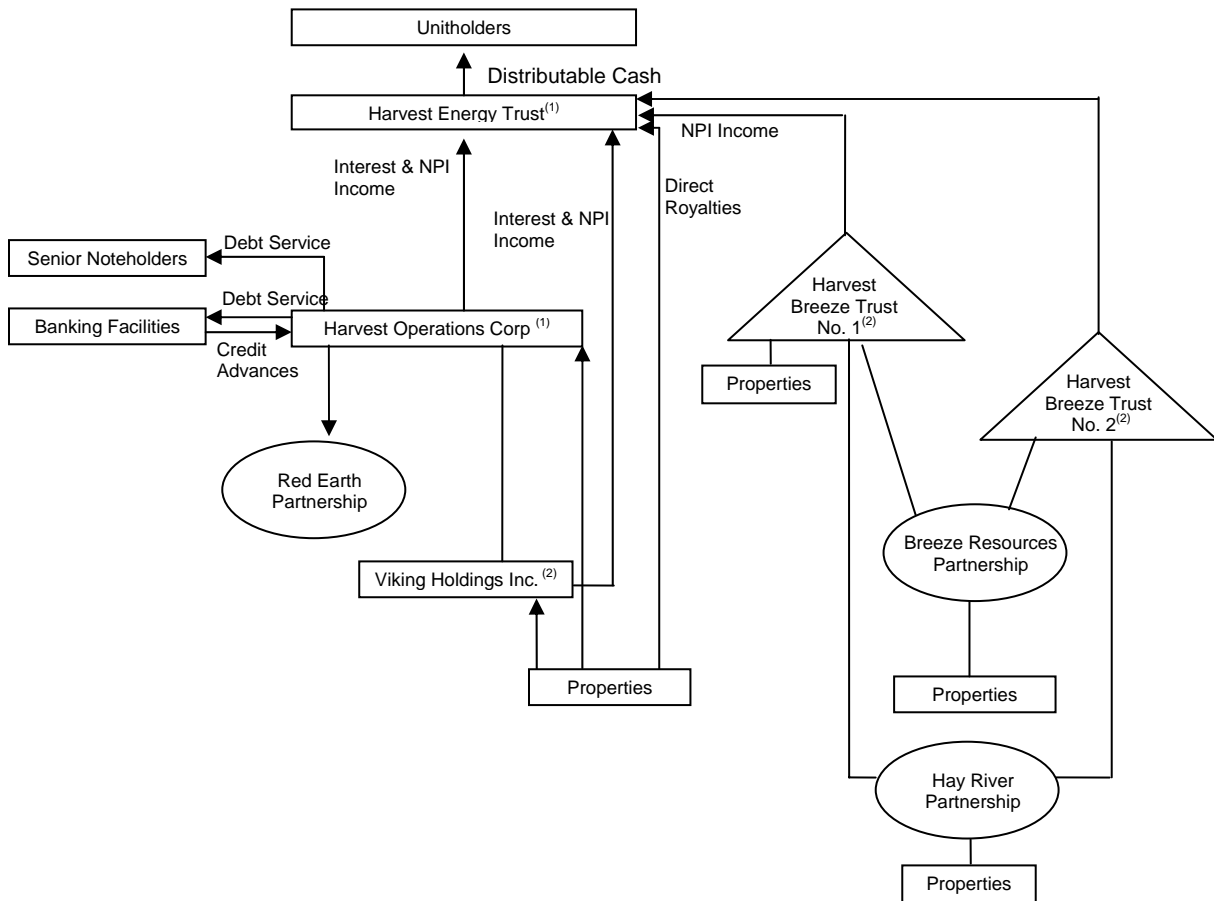 Unitholders
Distributable Cash
Harvest Energy Trust(1)
NPI Income
Interest & NPI
Income
Direct
Royalties
Interest & NPI
Income
Debt Service
Senior Noteholders
Debt Service
Banking Facilities
Harvest Operations Corp (1)
Credit
Advances
Harvest
Breeze Trust
No. 1(2)
Properties
Harvest
Breeze Trust
No. 2(2)
Red Earth
Partnership
Breeze Resources
Partnership
Viking Holdings Inc. (2)
Properties
Properties
Hay River
Partnership
Properties